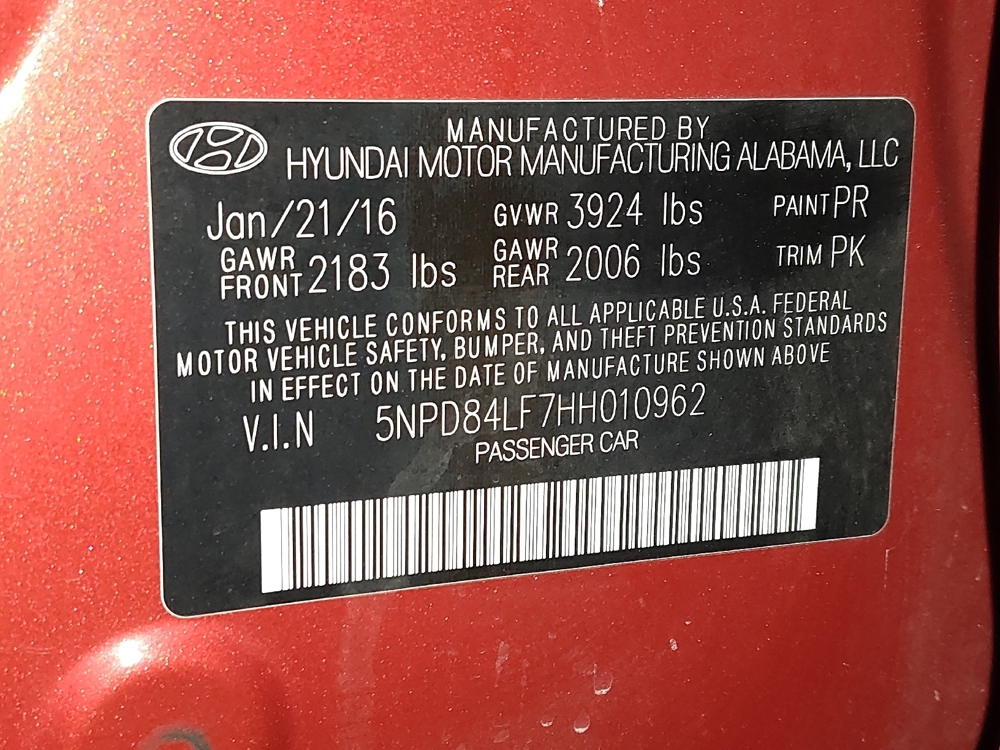 MANUFACTURED BY
HYUNDAI MOTOR MANUFACTURING ALABAMA, LLC
Jan/21/16 GVWR 3924 lbs PAINT PR
GAWR FRONT 2183 lbs GAWR REAR 2006 lbs TRIM PK
THIS VEHICLE CONFORMS TO ALL APPLICABLE U.S.A. FEDERAL
MOTOR VEHICLE SAFETY, BUMPER, AND THEFT PREVENTION STANDARDS
IN EFFECT ON THE DATE OF MANUFACTURE SHOWN ABOVE
V.I.N 5NPD84LF7HH010962
PASSENGER CAR